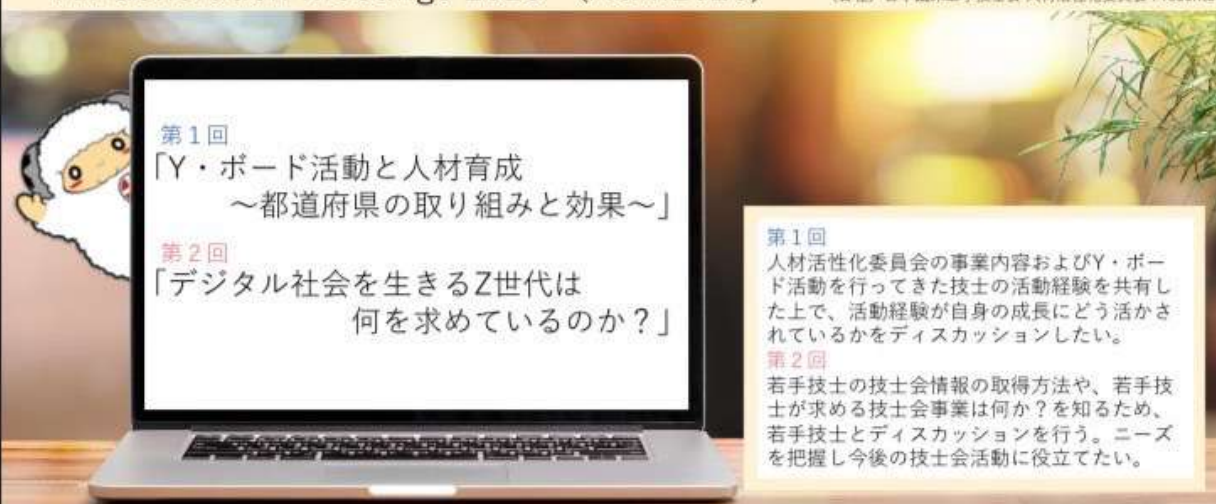 第1回
「Y・ボード活動と人材育成
～都道府県の取り組みと効果～」
第2回
「デジタル社会を生きるZ世代は
何を求めているのか？」
第1回
人材活性化委員会の事業内容およびY・ボー
ド活動を行ってきた技士の活動経験を共有し
た上で、活動経験が自身の成長にどう活かさ
れているかをディスカッションしたい。
第2回
若手技士の技士会情報の取得方法や、若手技
士が求める技士会事業は何か？を知るため、
若手技士とディスカッションを行う。ニーズ
を把握し今後の技士会活動に役立てたい。